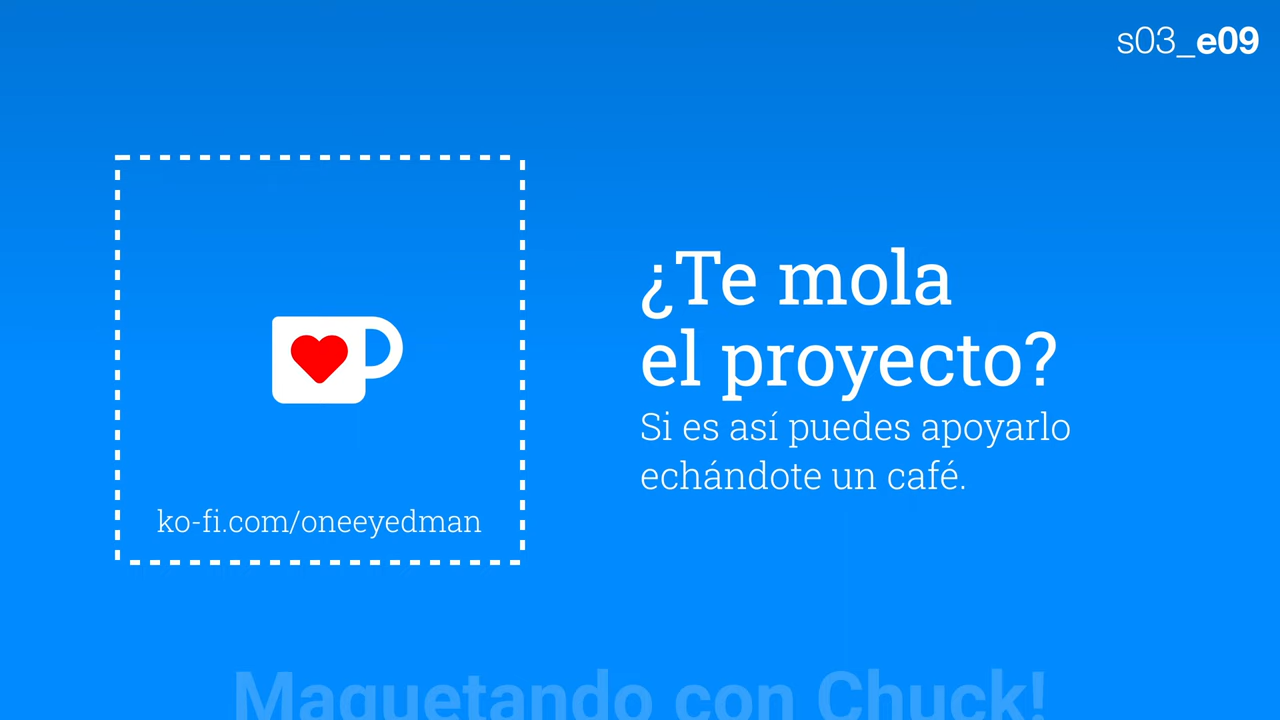 s03_e09
¿Te mola
el proyecto?
Si es así puedes apoyarlo
echándote un café.
ko-fi.com/oneeyedman
Maquetando con Chuck!